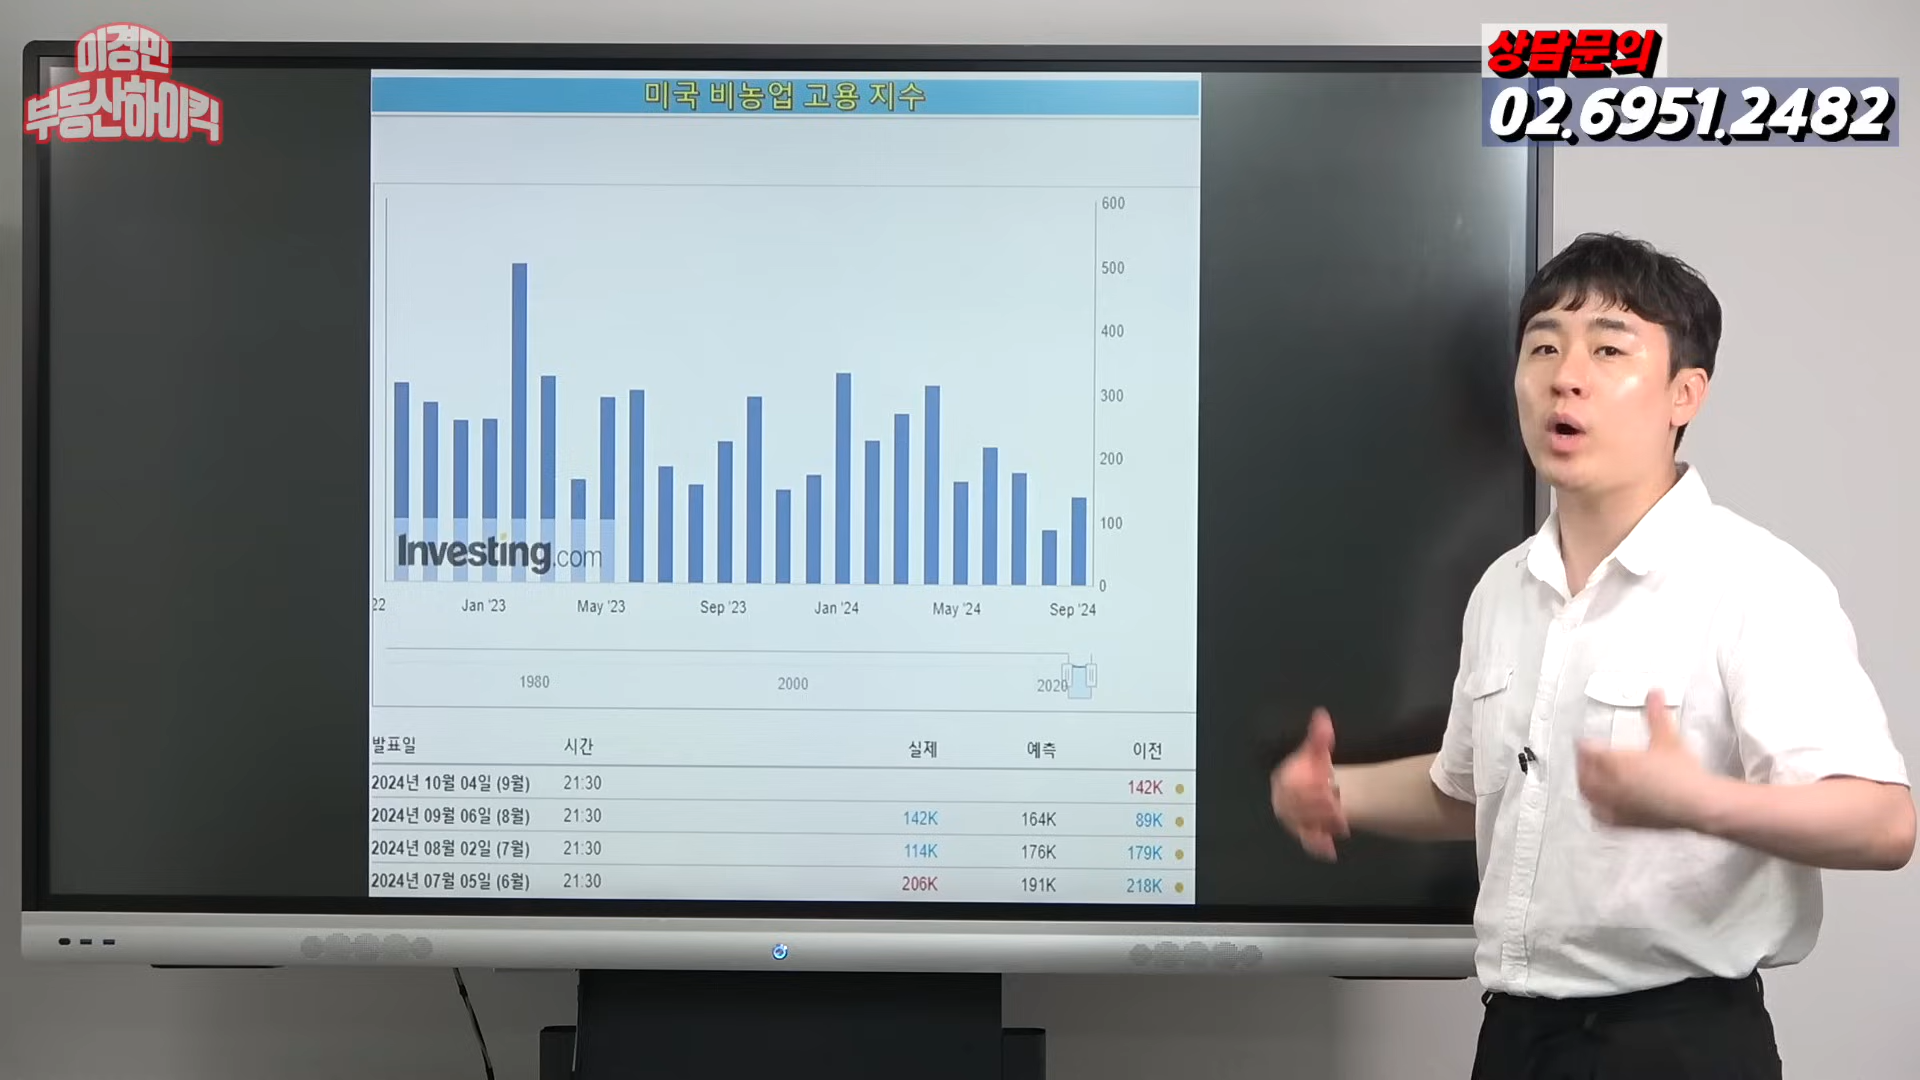 이경민
부동산하이킥
상담문의
02.6951.2482
미국 비농업 고용 지수
600
500
400
300
200
100
0
Investing.com
22 Jan '23 May '23 Sep '23 Jan '24 May '24 Sep '24
1980 2000 2020
발표일 시간 실제 예측 이전
2024년 10월 04일 (9월) 21:30 142K
2024년 09월 06일 (8월) 21:30 142K 164K 89K
2024년 08월 02일 (7월) 21:30 114K 176K 179K
2024년 07월 05일 (6월) 21:30 206K 191K 218K